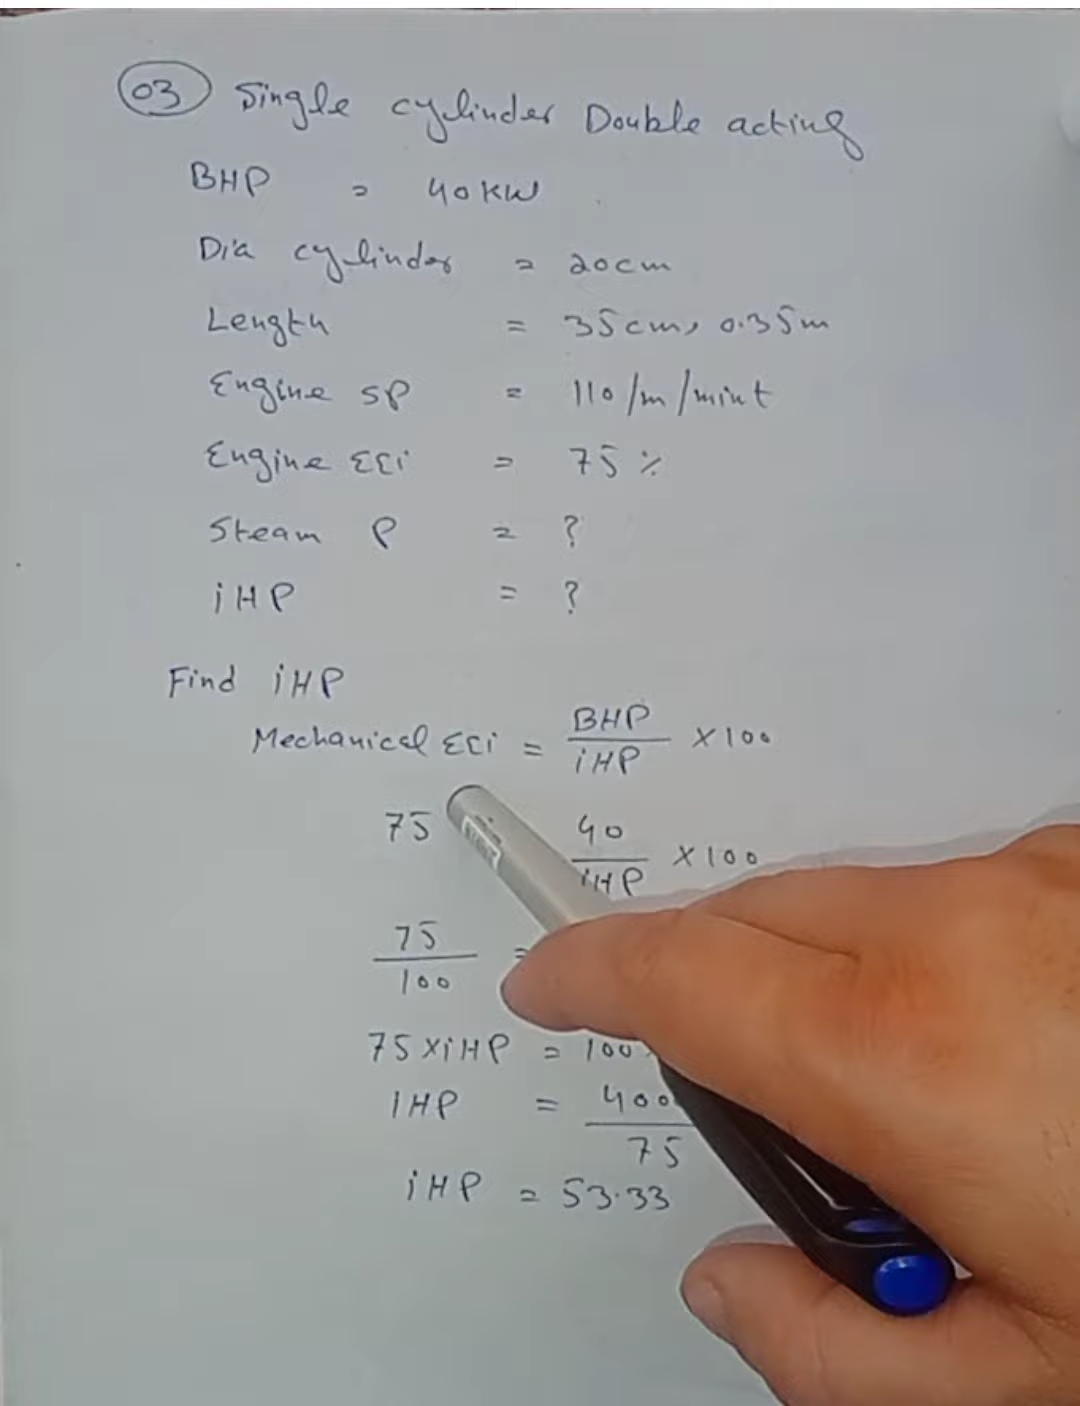 03 Single cylinder Double acting
BHP = 40 KW
Dia cylinder = 20cm
Length = 35cm, 0.35m
Engine SP = 110/m/mint
Engine Effi = 75 %
Steam P = ?
iHP = ?
Find iHP
Mechanical Effi = BHP/iHP × 100
75 40/iHP × 100
75/100 =
75 × iHP = 100
IHP = 400/75
iHP = 53.33